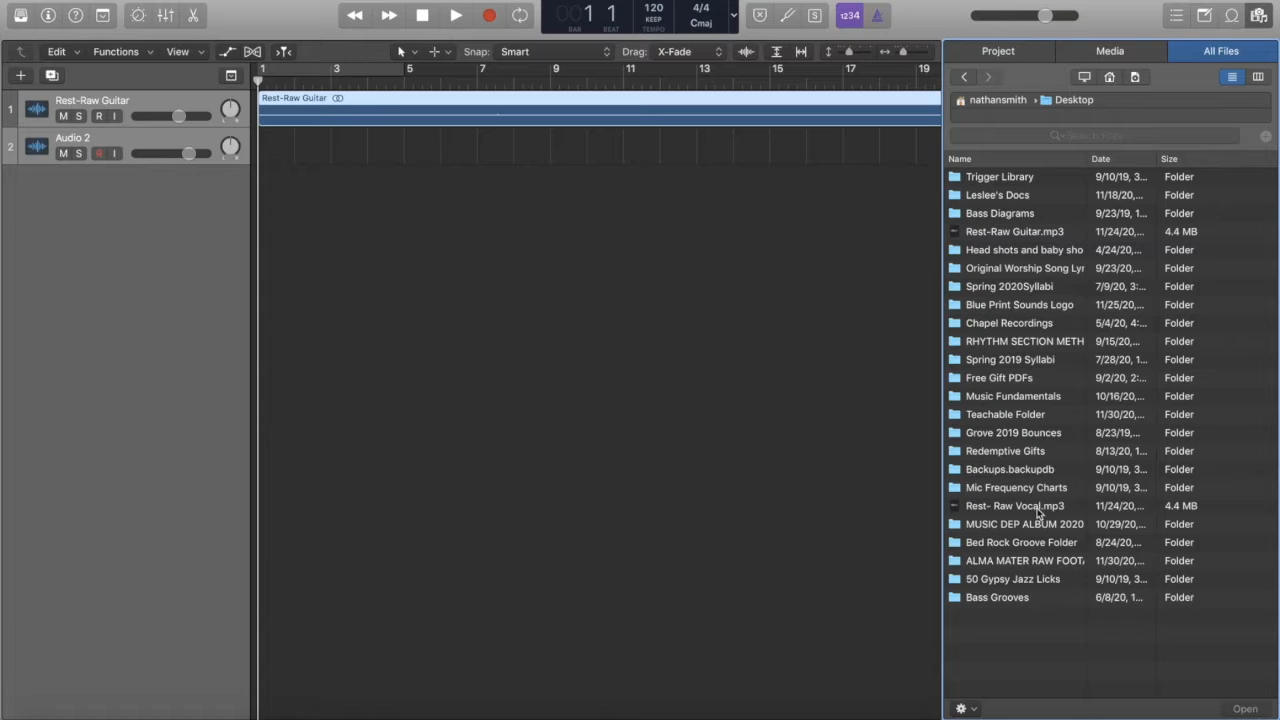 1 1
BAR BEAT
120
KEEP
TEMPO
4/4
Cmaj
1234
S
Edit Functions View
Snap: Smart
Drag: X-Fade
Project Media All Files
1 3 5 7 9 11 13 15 17 19
nathansmith Desktop
1 Rest-Raw Guitar
M S R I
L R
Rest-Raw Guitar
2 Audio 2
M S R I
L R
Name Date Size
Trigger Library 9/10/19, 3... Folder
Leslee's Docs 11/18/20,... Folder
Bass Diagrams 9/23/19, 1... Folder
Rest-Raw Guitar.mp3 11/24/20,... 4.4 MB
Head shots and baby sho 4/24/20,... Folder
Original Worship Song Lyr 9/23/20,... Folder
Spring 2020Syllabi 7/9/20, 3:... Folder
Blue Print Sounds Logo 11/25/20,... Folder
Chapel Recordings 5/4/20, 4:... Folder
RHYTHM SECTION METH 9/15/20,... Folder
Spring 2019 Syllabi 7/28/20, 1... Folder
Free Gift PDFs 9/2/20, 2:... Folder
Music Fundamentals 10/16/20,... Folder
Teachable Folder 11/30/20,... Folder
Grove 2019 Bounces 8/23/19,... Folder
Redemptive Gifts 8/13/20, 1... Folder
Backups.backupdb 9/10/19, 3... Folder
Mic Frequency Charts 9/10/19, 3... Folder
Rest- Raw Vocal.mp3 11/24/20,... 4.4 MB
MUSIC DEP ALBUM 2020 10/29/20,... Folder
Bed Rock Groove Folder 8/24/20,... Folder
ALMA MATER RAW FOOT 11/30/20,... Folder
50 Gypsy Jazz Licks 9/10/19, 3... Folder
Bass Grooves 6/8/20, 1... Folder
Open